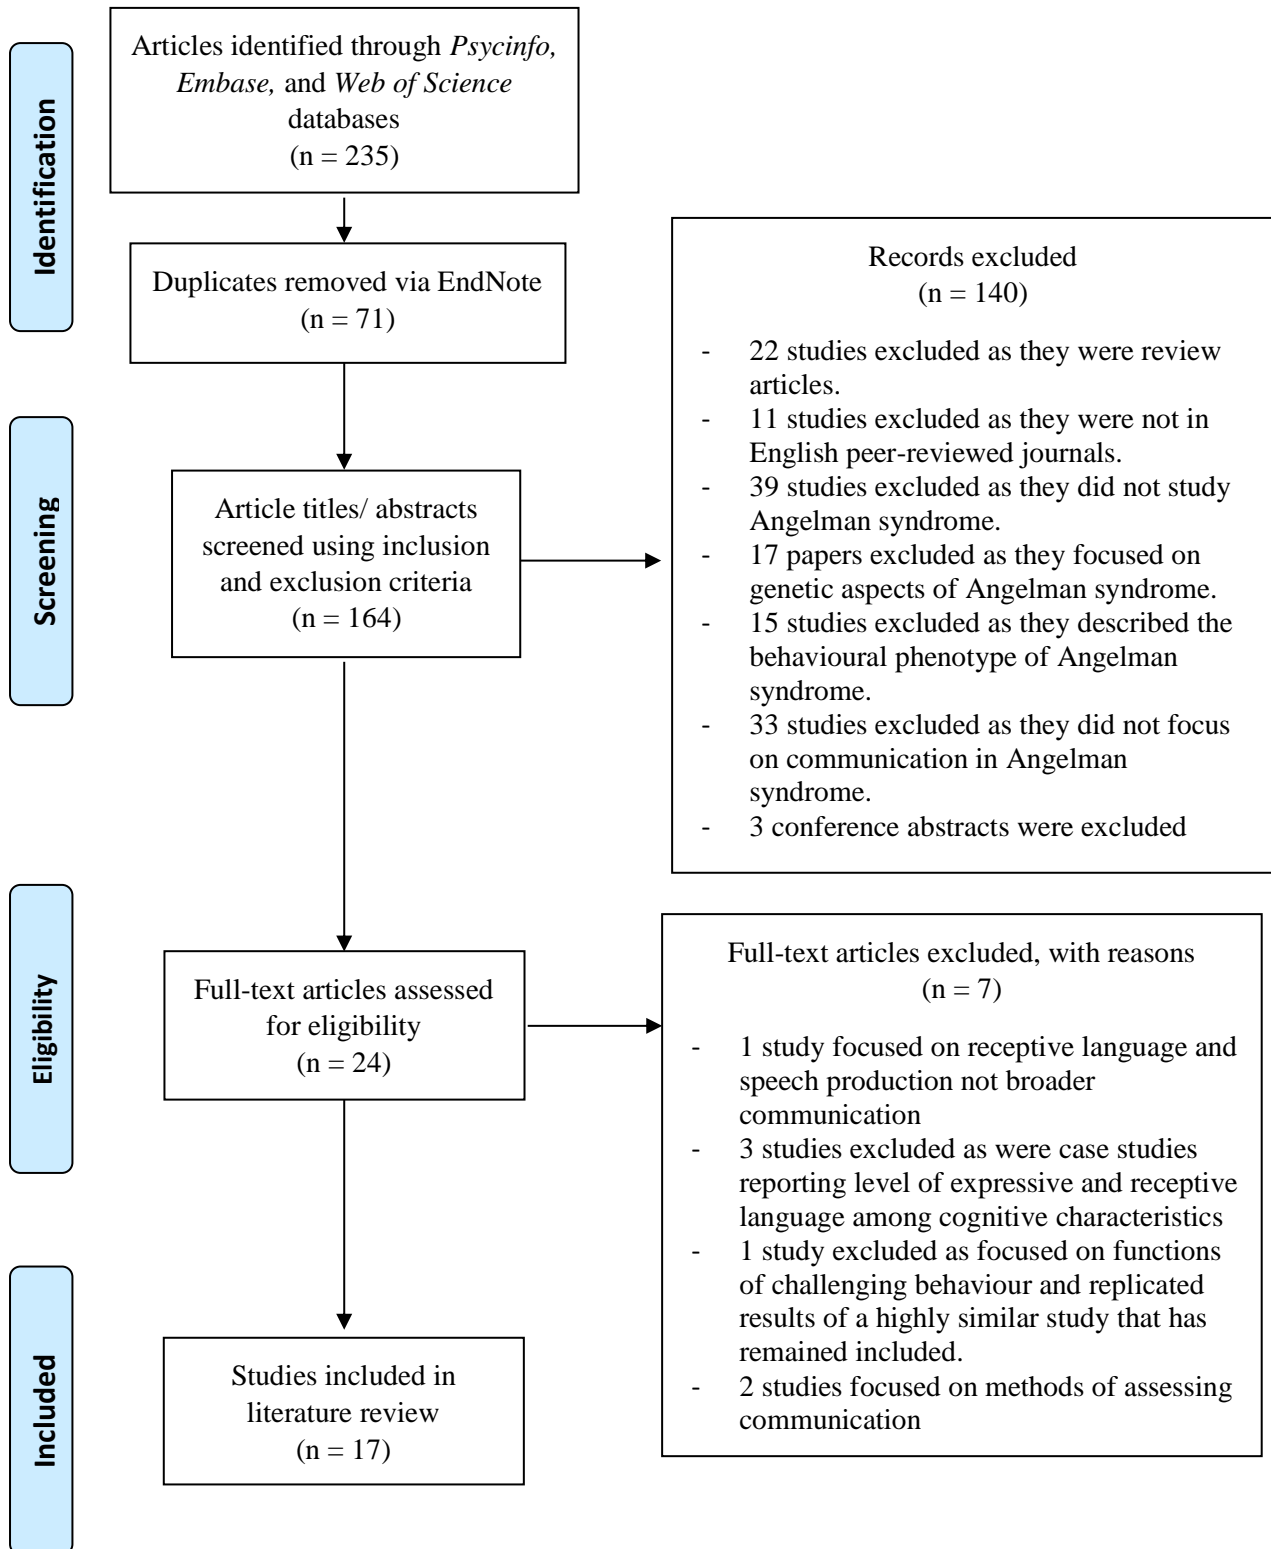 Identification
Articles identified through Psycinfo,
Embase, and Web of Science
databases
(n = 235)
Duplicates removed via EndNote
(n = 71)
Screening
Article titles/ abstracts
screened using inclusion
and exclusion criteria
(n = 164)
Records excluded
(n = 140)
- 22 studies excluded as they were review
articles.
- 11 studies excluded as they were not in
English peer-reviewed journals.
- 39 studies excluded as they did not study
Angelman syndrome.
- 17 papers excluded as they focused on
genetic aspects of Angelman syndrome.
- 15 studies excluded as they described the
behavioural phenotype of Angelman
syndrome.
- 33 studies excluded as they did not focus
on communication in Angelman
syndrome.
- 3 conference abstracts were excluded
Eligibility
Full-text articles assessed
for eligibility
(n = 24)
Full-text articles excluded, with reasons
(n = 7)
- 1 study focused on receptive language and
speech production not broader
communication
- 3 studies excluded as were case studies
reporting level of expressive and receptive
language among cognitive characteristics
- 1 study excluded as focused on functions
of challenging behaviour and replicated
results of a highly similar study that has
remained included.
- 2 studies focused on methods of assessing
communication
Included
Studies included in
literature review
(n = 17)